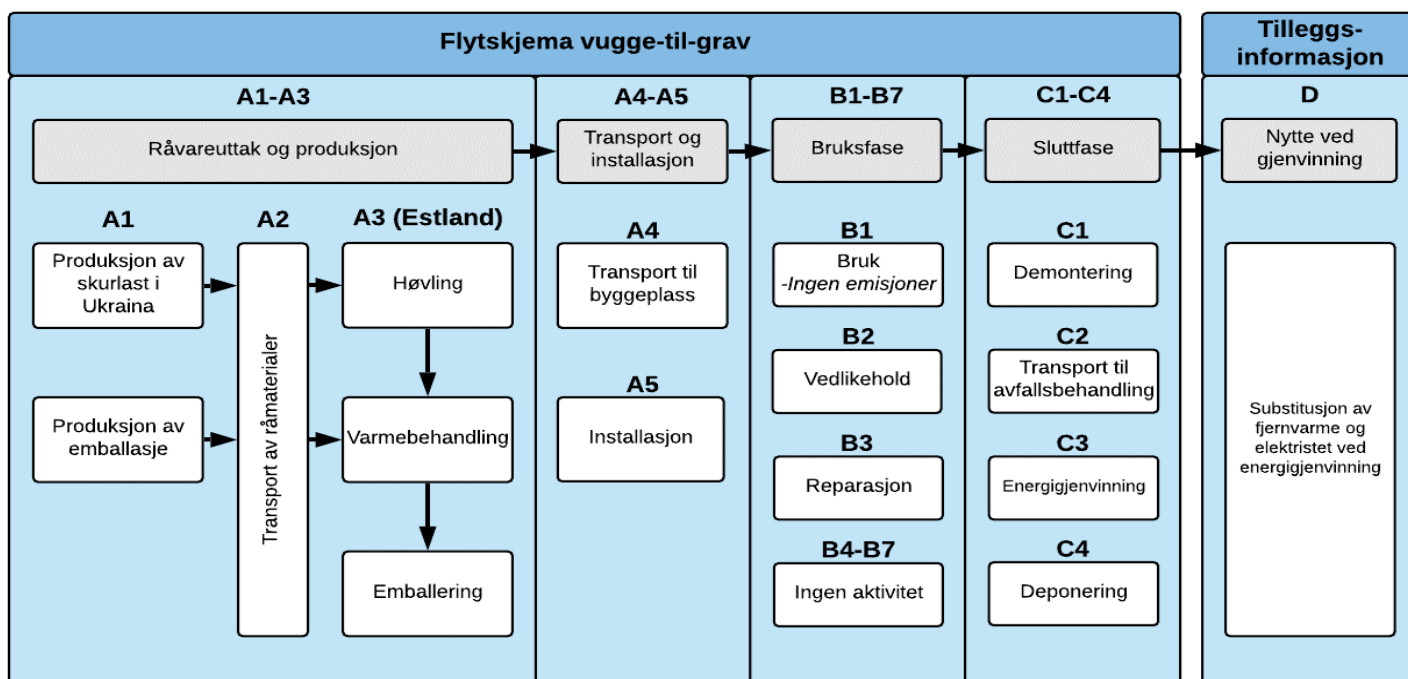 Flytskjema vugge-til-grav
Tilleggs-
informasjon
A1-A3
Råvareuttak og produksjon
A1
Produksjon av
skurlast i
Ukraina
Produksjon av
emballasje
A2
Transport av råmaterialer
A3 (Estland)
Høvling
Varmebehandling
Emballering
A4-A5
Transport og
installasjon
A4
Transport til
byggeplass
A5
Installasjon
B1-B7
Bruksfase
B1
Bruk
-Ingen emisjoner
B2
Vedlikehold
B3
Reparasjon
B4-B7
Ingen aktivitet
C1-C4
Sluttfase
C1
Demontering
C2
Transport til
avfallsbehandling
C3
Energigjenvinning
C4
Deponering
D
Nytte ved
gjenvinning
Substitusjon av
fjernvarme og
elektristet ved
energigjenvinning